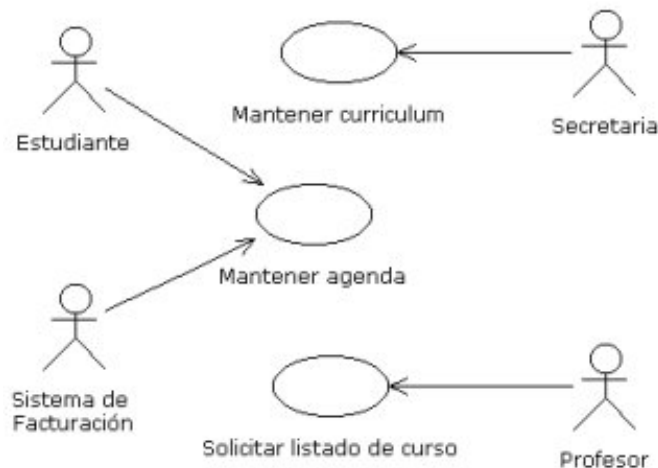 Mantener curriculum
Secretaria
Estudiante
Mantener agenda
Sistema de
Facturación
Solicitar listado de curso
Profesor